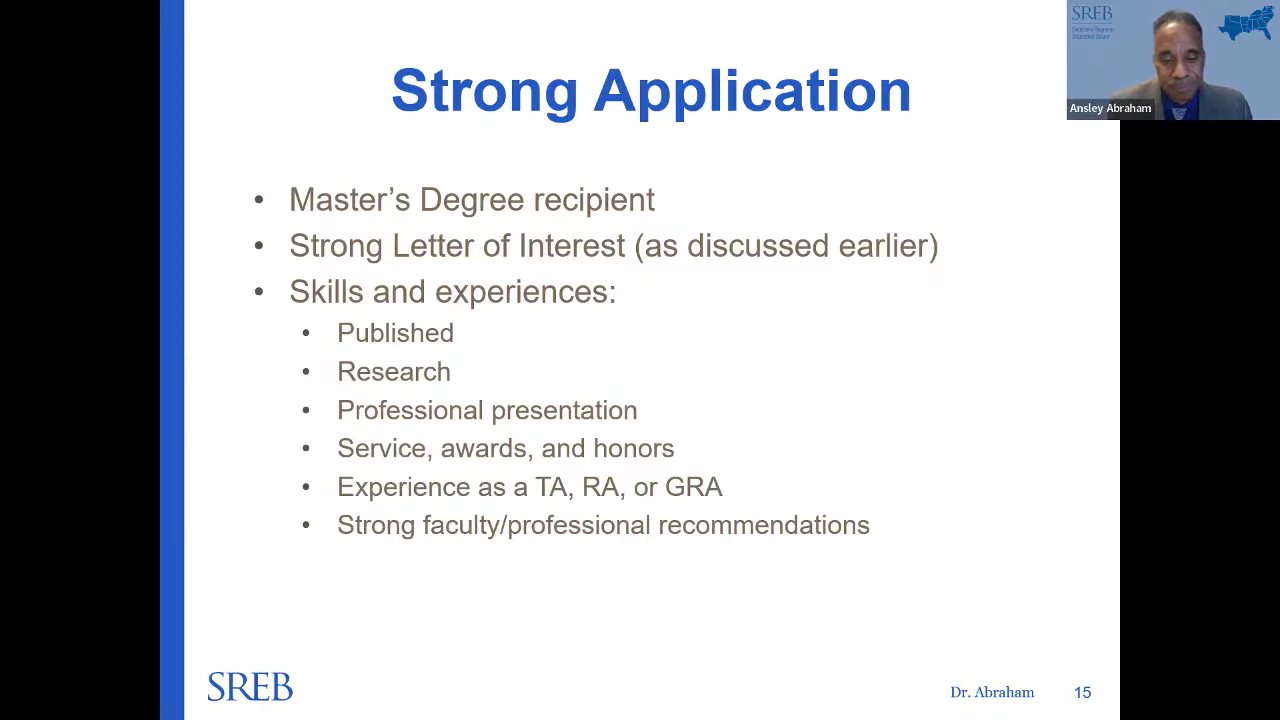 Strong Application
• Master’s Degree recipient
• Strong Letter of Interest (as discussed earlier)
• Skills and experiences:
• Published
• Research
• Professional presentation
• Service, awards, and honors
• Experience as a TA, RA, or GRA
• Strong faculty/professional recommendations
SREB
Dr. Abraham
15
SREB
Southern Regional
Education Board
Ansley Abraham